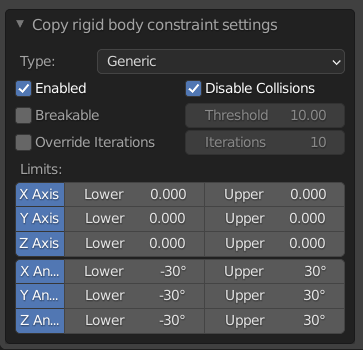 Copy rigid body constraint settings
Type: Generic
Enabled Disable Collisions
Breakable Threshold 10.00
Override Iterations Iterations 10
Limits:
X Axis Lower 0.000 Upper 0.000
Y Axis Lower 0.000 Upper 0.000
Z Axis Lower 0.000 Upper 0.000
X An... Lower -30° Upper 30°
Y An... Lower -30° Upper 30°
Z An... Lower -30° Upper 30°